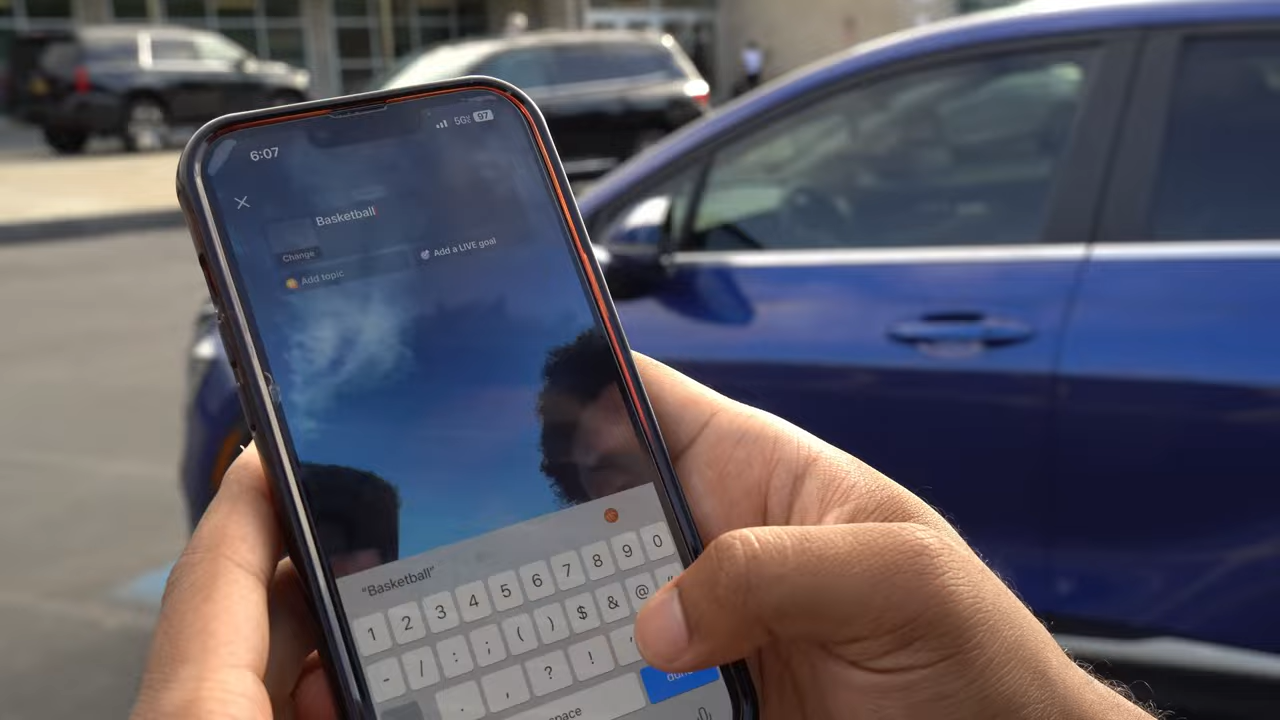 6:07
5G 97
Basketball
Change
Add a LIVE goal
Add topic
“Basketball”
1 2 3 4 5 6 7 8 9 0
- / : ; ( ) $ & @ "
. , ? ! '
space